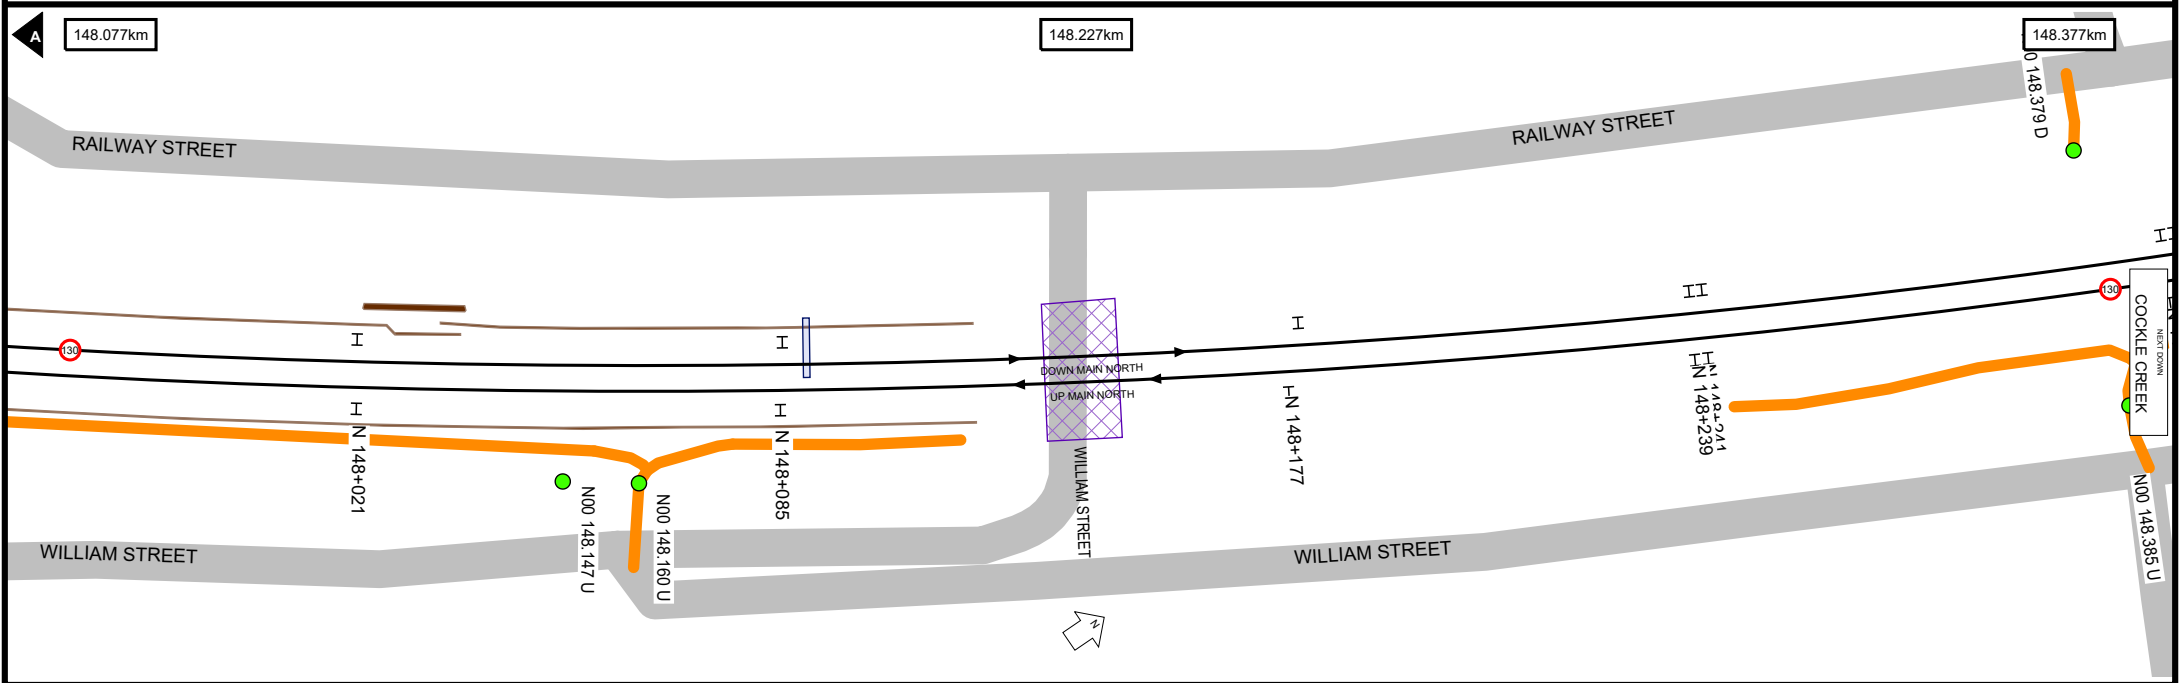 A
148.077km
148.227km
148.377km
148.379 D
RAILWAY STREET
RAILWAY STREET
130
130
DOWN MAIN NORTH
UP MAIN NORTH
COCKLE CREEK
NEXT DOWN
N 148+021
N 148+085
N 148+177
N 148+241
N 148+239
N00 148.147 U
N00 148.160 U
WILLIAM STREET
N00 148.385 U
WILLIAM STREET
WILLIAM STREET
N